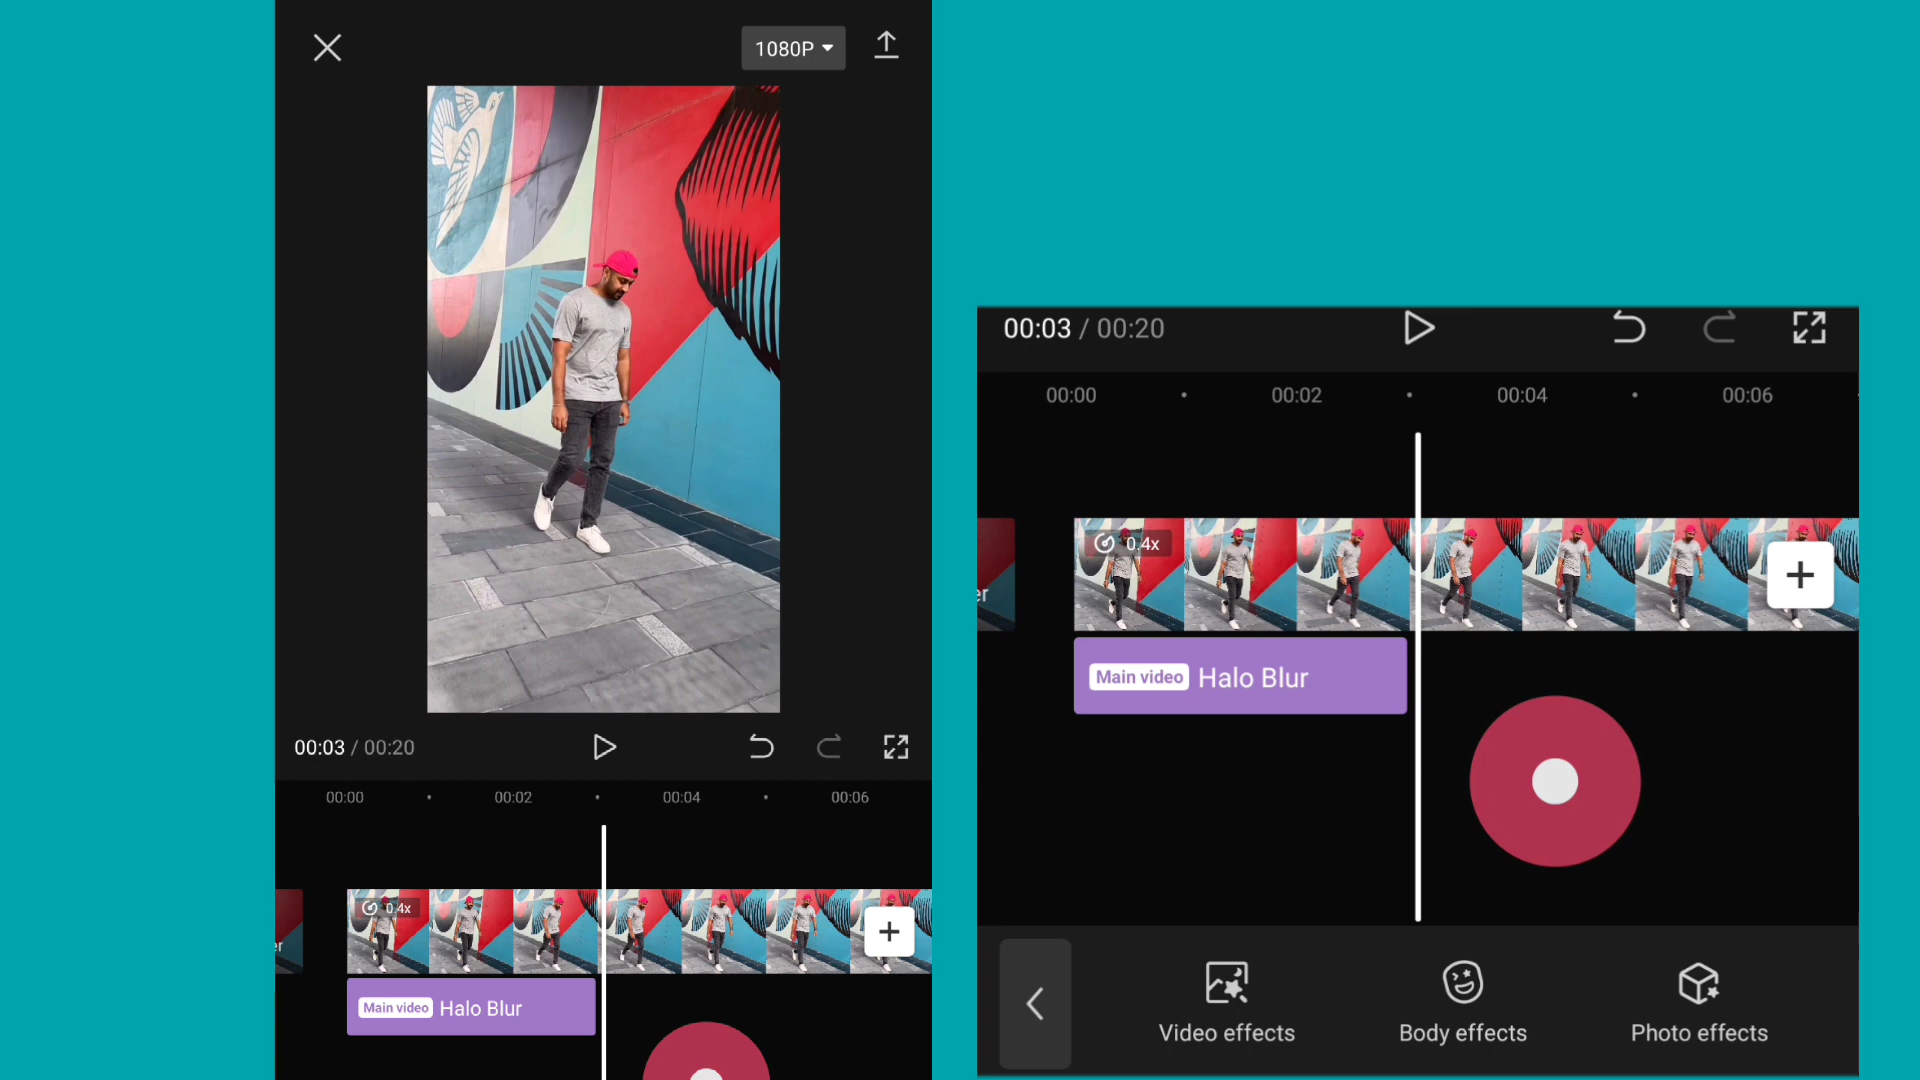 1080P
00:03 / 00:20
00:00 00:02 00:04 00:06
er
0.4x
Main video Halo Blur
00:03 / 00:20
00:00 00:02 00:04 00:06
er
0.4x
Main video Halo Blur
Video effects Body effects Photo effects